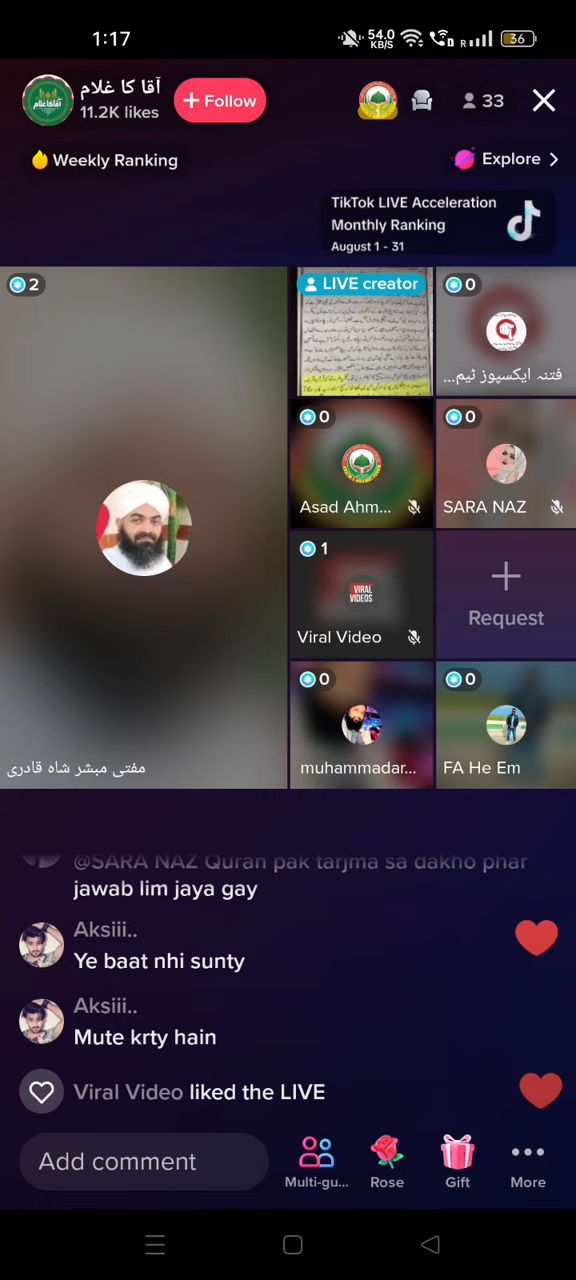 1:17
54.0
KB/S
R
36
آقا کا غلام
11.2K likes
+ Follow
33
Weekly Ranking
Explore >
TikTok LIVE Acceleration
Monthly Ranking
August 1 - 31
2
LIVE creator
0
فتنہ ایکسپوز ٹیم...
0
Asad Ahm...
0
SARA NAZ
1
VIRAL
VIDEOS
Viral Video
Request
0
muhammadar...
0
FA He Em
مفتی مبشر شاہ قادری
@SARA NAZ Quran pak tarjma sa dakho phar
jawab lim jaya gay
Aksiii..
Ye baat nhi sunty
Aksiii..
Mute krty hain
Viral Video liked the LIVE
Add comment
Multi-gu...
Rose
Gift
More